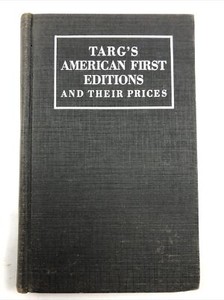 TARG'S
AMERICAN FIRST
EDITIONS
AND THEIR PRICES